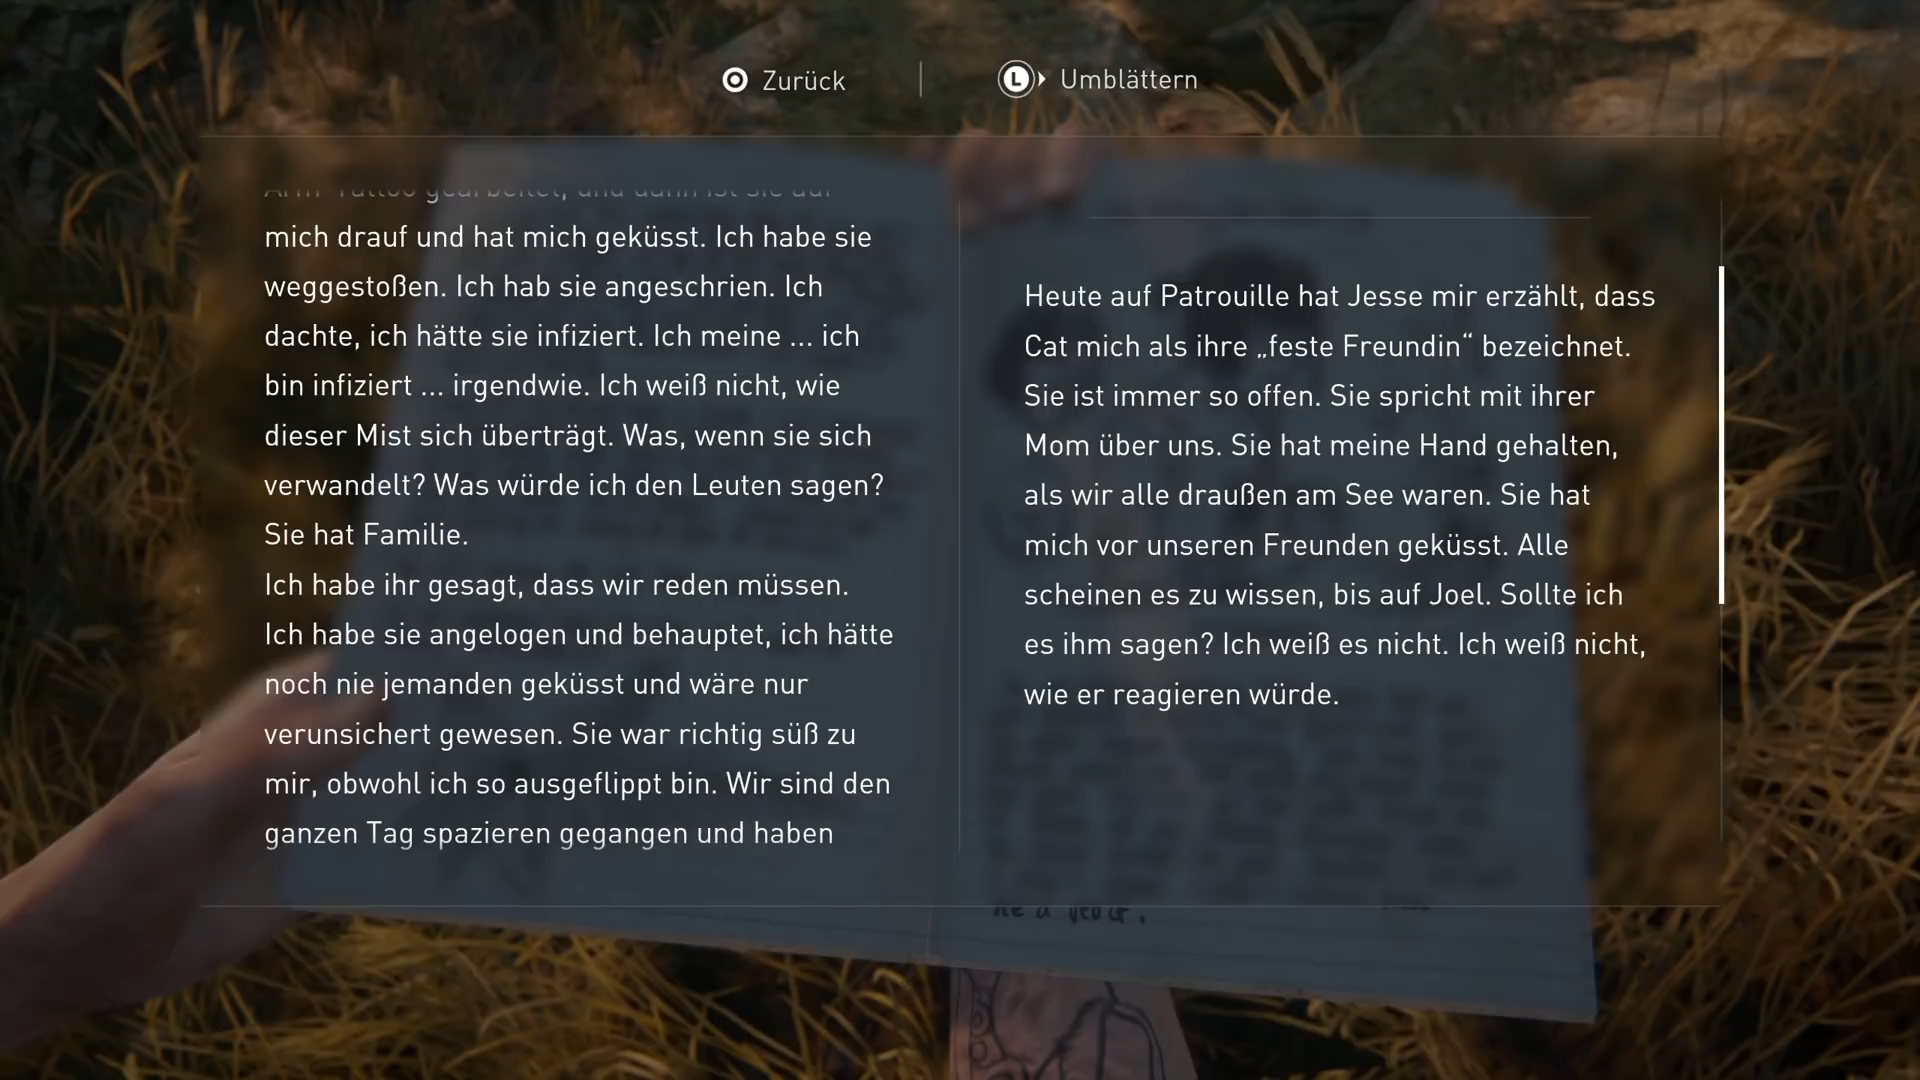 Zurück
L Umblättern
mich drauf und hat mich geküsst. Ich habe sie
weggestoßen. Ich hab sie angeschrien. Ich
dachte, ich hätte sie infiziert. Ich meine ... ich
bin infiziert ... irgendwie. Ich weiß nicht, wie
dieser Mist sich überträgt. Was, wenn sie sich
verwandelt? Was würde ich den Leuten sagen?
Sie hat Familie.
Ich habe ihr gesagt, dass wir reden müssen.
Ich habe sie angelogen und behauptet, ich hätte
noch nie jemanden geküsst und wäre nur
verunsichert gewesen. Sie war richtig süß zu
mir, obwohl ich so ausgeflippt bin. Wir sind den
ganzen Tag spazieren gegangen und haben
Heute auf Patrouille hat Jesse mir erzählt, dass
Cat mich als ihre „feste Freundin“ bezeichnet.
Sie ist immer so offen. Sie spricht mit ihrer
Mom über uns. Sie hat meine Hand gehalten,
als wir alle draußen am See waren. Sie hat
mich vor unseren Freunden geküsst. Alle
scheinen es zu wissen, bis auf Joel. Sollte ich
es ihm sagen? Ich weiß es nicht. Ich weiß nicht,
wie er reagieren würde.